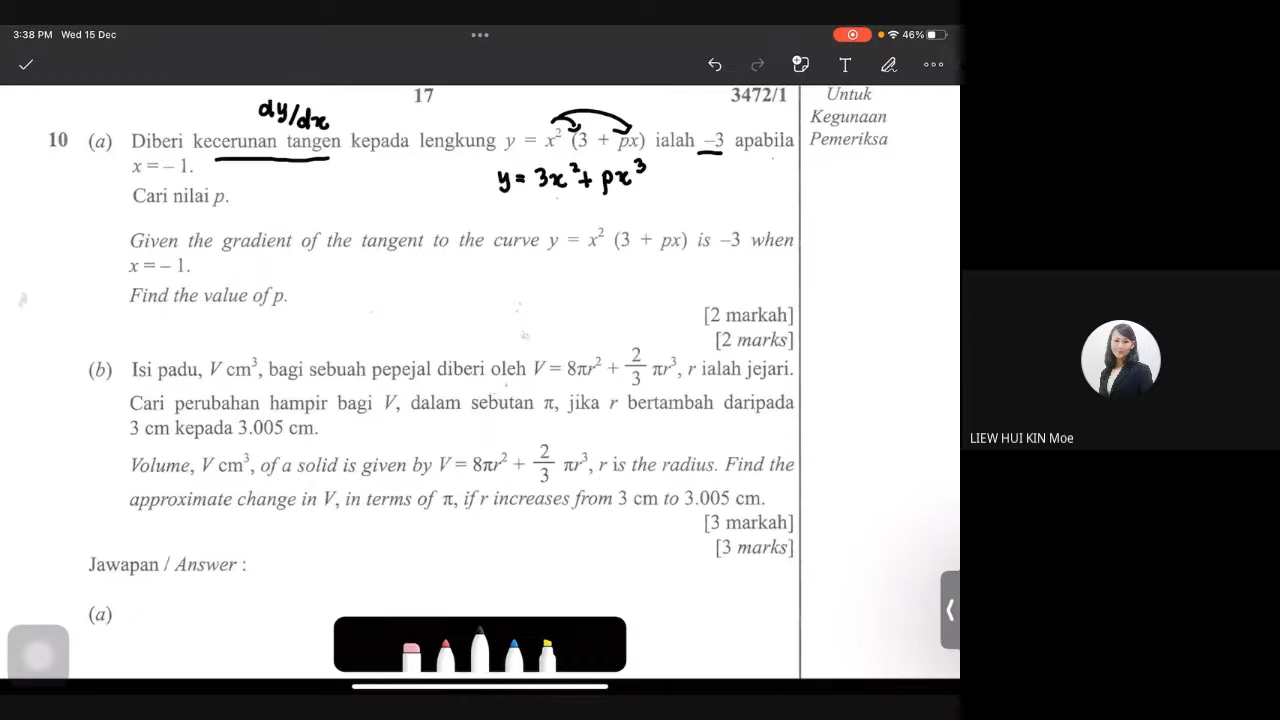 3:38 PM Wed 15 Dec
46%
17
3472/1
Untuk
Kegunaan
Pemeriksa
dy/dx
10 (a) Diberi kecerunan tangen kepada lengkung y = x² (3 + px) ialah –3 apabila
x = – 1.
y = 3x² + px³
Cari nilai p.
Given the gradient of the tangent to the curve y = x² (3 + px) is –3 when
x = – 1.
Find the value of p.
[2 markah]
[2 marks]
(b) Isi padu, V cm³, bagi sebuah pepejal diberi oleh V = 8πr² + 2/3 πr³, r ialah jejari.
Cari perubahan hampir bagi V, dalam sebutan π, jika r bertambah daripada
3 cm kepada 3.005 cm.
Volume, V cm³, of a solid is given by V = 8πr² + 2/3 πr³, r is the radius. Find the
approximate change in V, in terms of π, if r increases from 3 cm to 3.005 cm.
[3 markah]
[3 marks]
Jawapan / Answer :
(a)
LIEW HUI KIN Moe